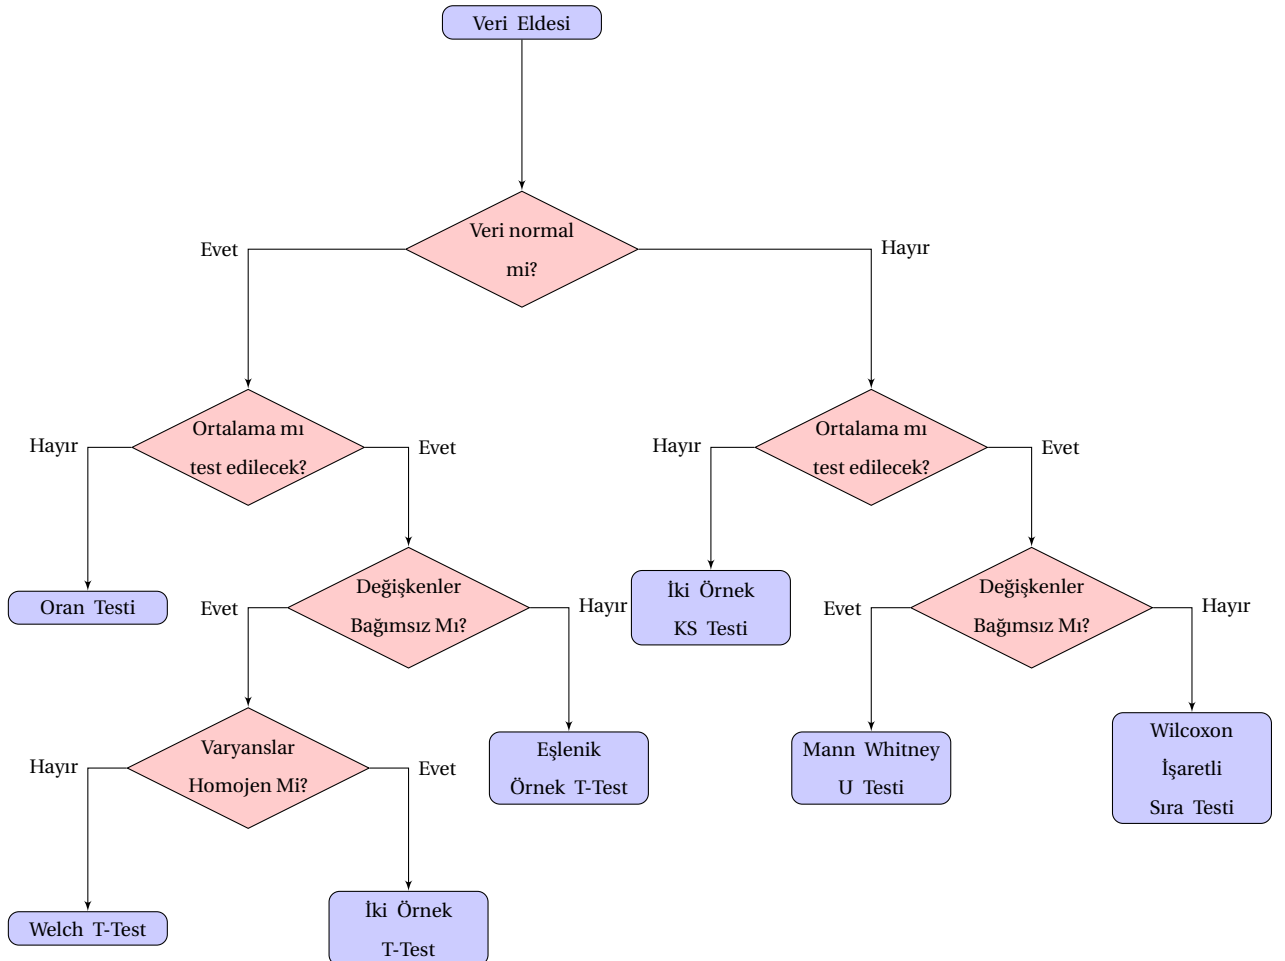 Veri Eldesi
Veri normal
mi?
Evet
Hayır
Ortalama mı
test edilecek?
Hayır
Evet
Ortalama mı
test edilecek?
Hayır
Evet
Oran Testi
Değişkenler
Bağımsız Mı?
Evet
Hayır
İki Örnek
KS Testi
Değişkenler
Bağımsız Mı?
Evet
Hayır
Varyanslar
Homojen Mi?
Hayır
Evet
Eşlenik
Örnek T-Test
Mann Whitney
U Testi
Wilcoxon
İşaretli
Sıra Testi
Welch T-Test
İki Örnek
T-Test